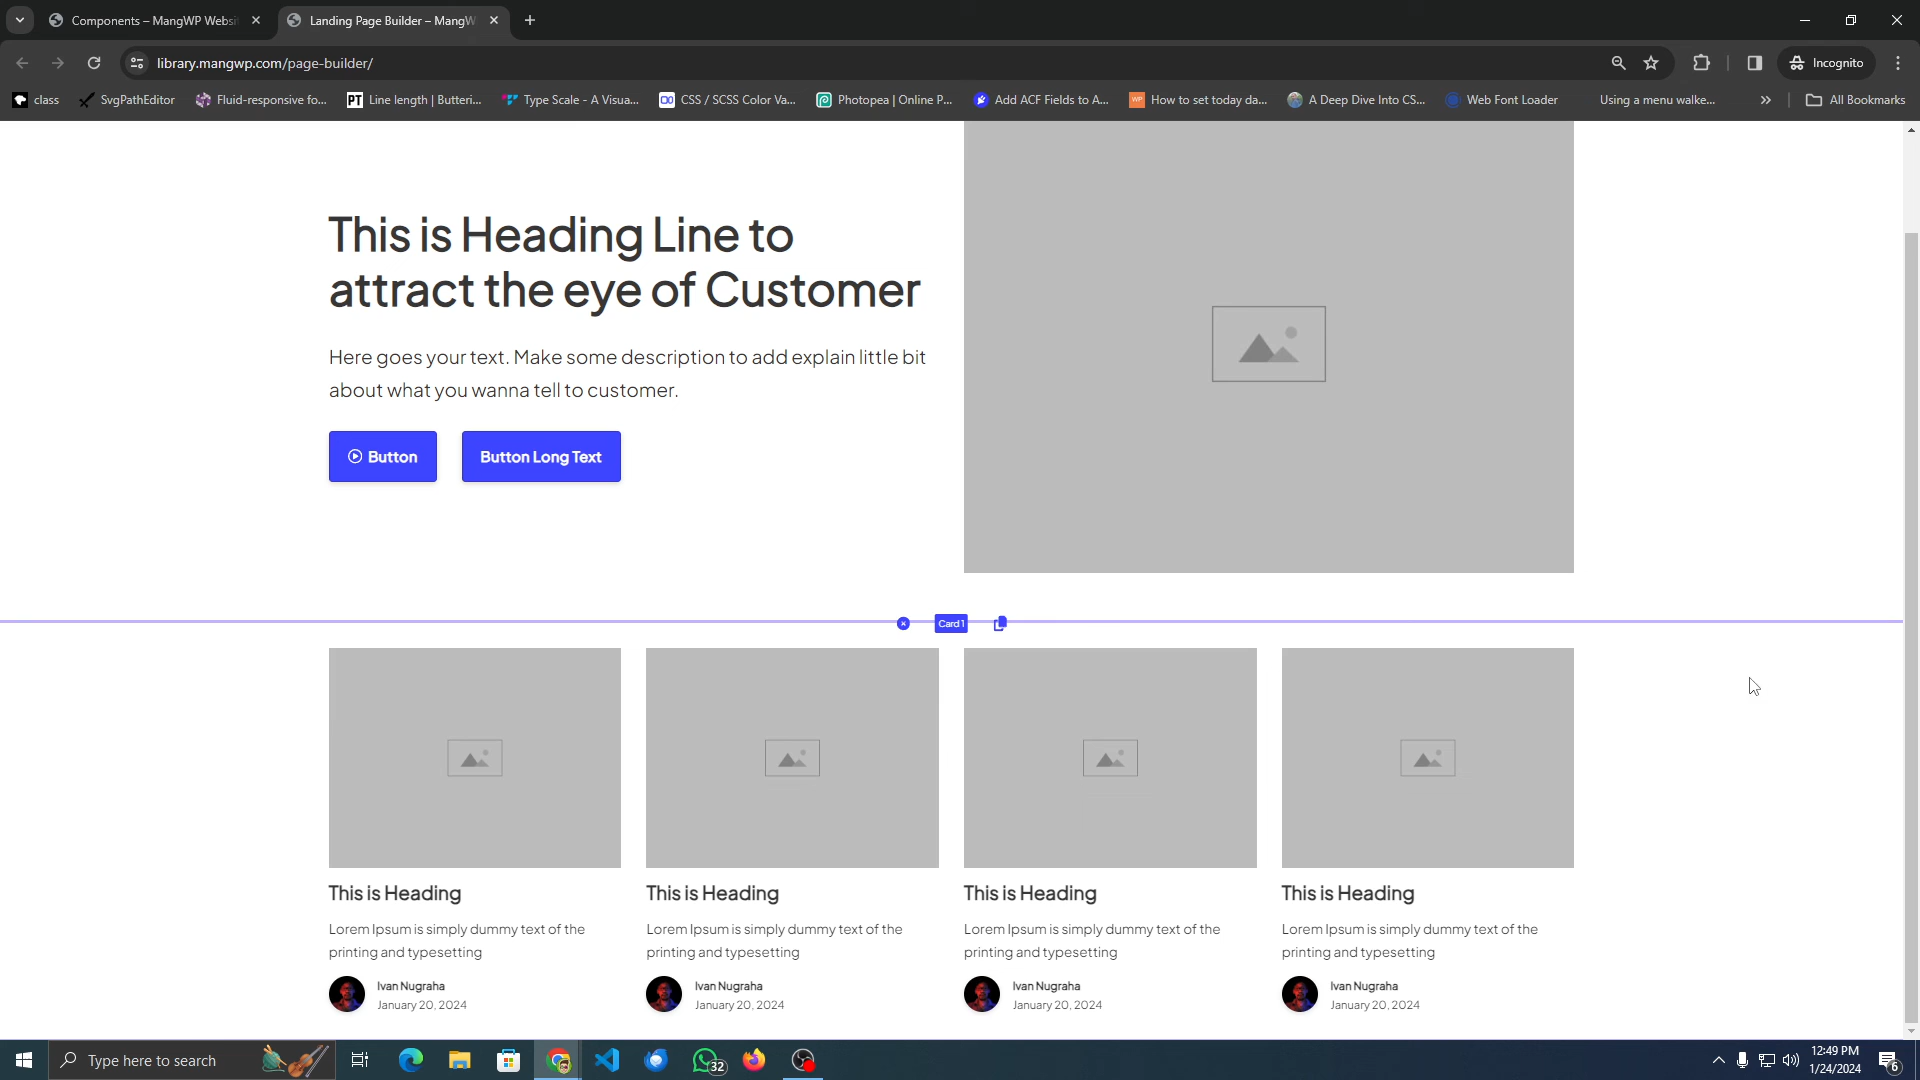 Components – MangWP Websi
Landing Page Builder – MangW
library.mangwp.com/page-builder/
Incognito
class
SvgPathEditor
Fluid-responsive fo...
PT
Line length | Butteri...
Type Scale - A Visua...
CSS / SCSS Color Va...
Photopea | Online P...
Add ACF Fields to A...
WP
How to set today da...
A Deep Dive Into CS...
Web Font Loader
Using a menu walke...
All Bookmarks
This is Heading Line to
attract the eye of Customer
Here goes your text. Make some description to add explain little bit
about what you wanna tell to customer.
Button
Button Long Text
Card 1
This is Heading
Lorem Ipsum is simply dummy text of the
printing and typesetting
Ivan Nugraha
January 20, 2024
This is Heading
Lorem Ipsum is simply dummy text of the
printing and typesetting
Ivan Nugraha
January 20, 2024
This is Heading
Lorem Ipsum is simply dummy text of the
printing and typesetting
Ivan Nugraha
January 20, 2024
This is Heading
Lorem Ipsum is simply dummy text of the
printing and typesetting
Ivan Nugraha
January 20, 2024
Type here to search
32
12:49 PM
1/24/2024
6